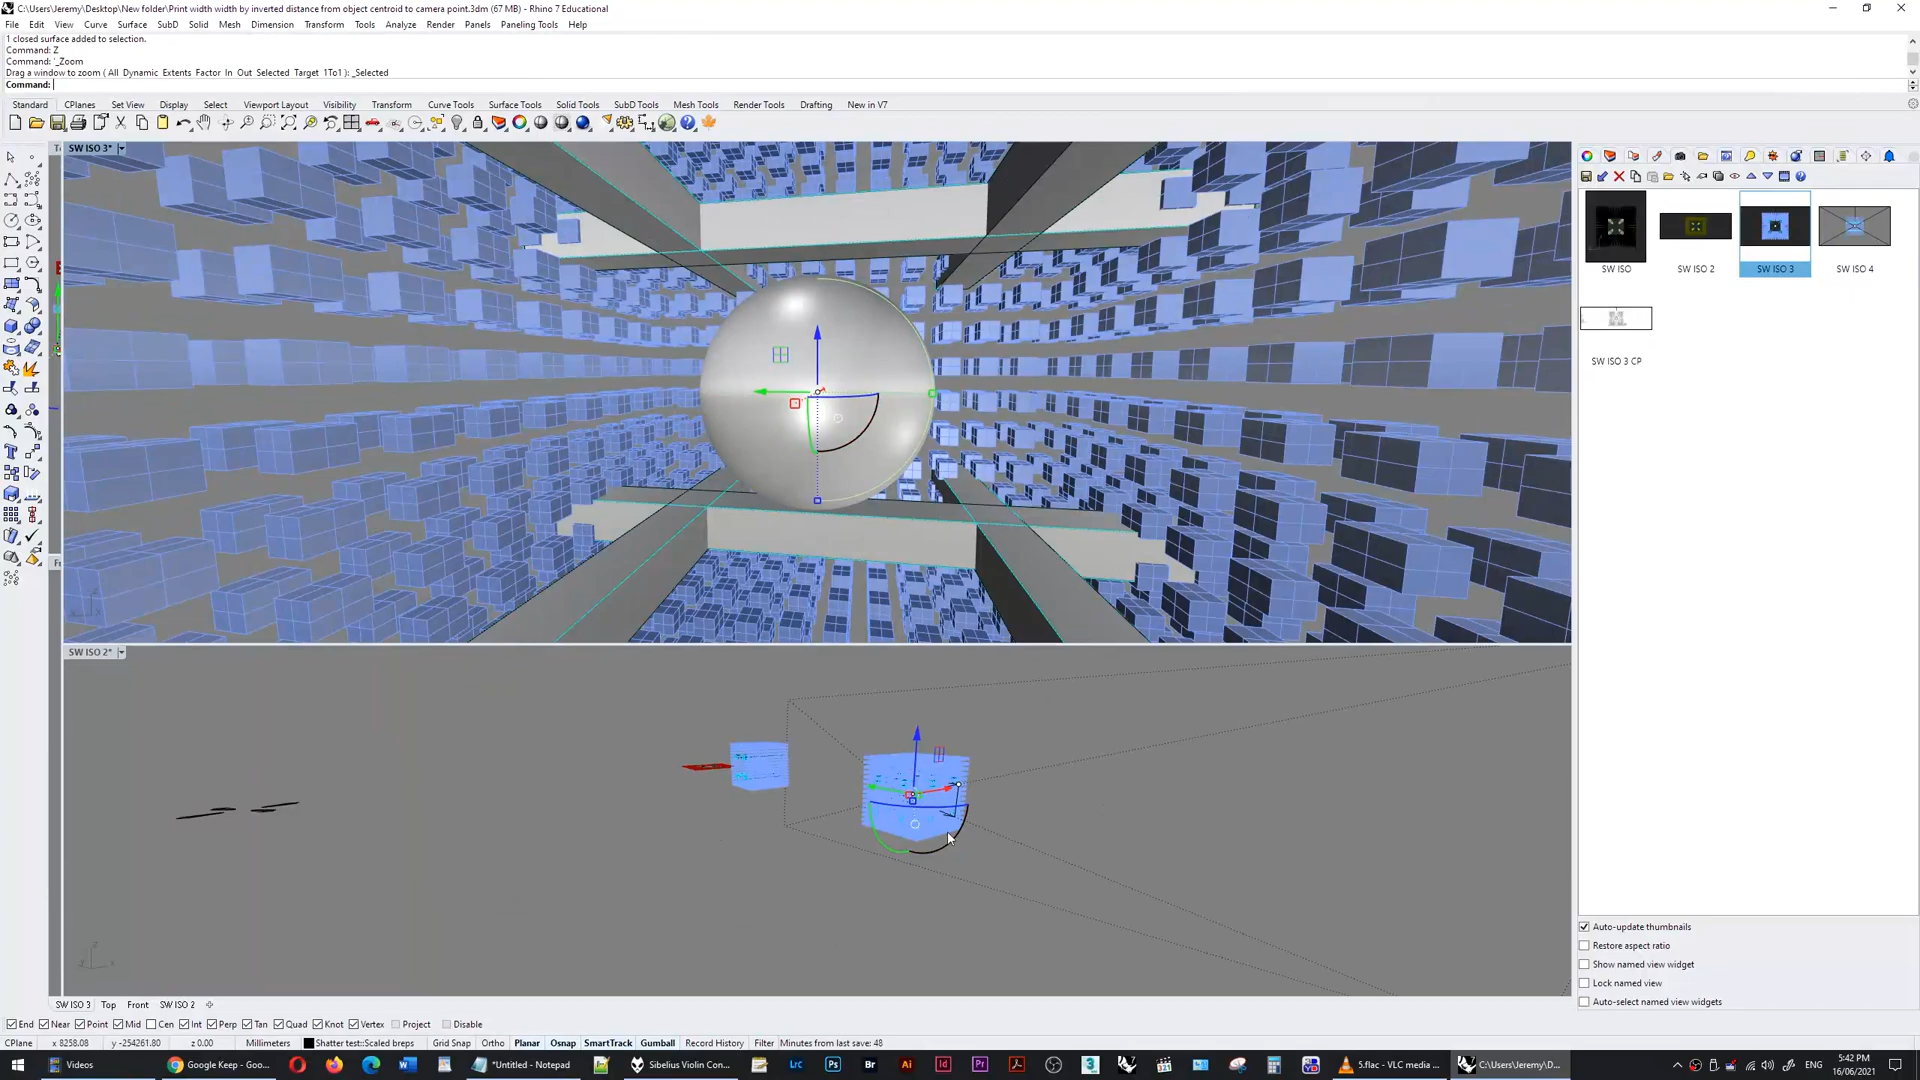 C:\Users\Jeremy\Desktop\New folder\Print width width by inverted distance from object centroid to camera point.3dm (67 MB) - Rhino 7 Educational
File Edit View Curve Surface SubD Solid Mesh Dimension Transform Tools Analyze Render Panels Paneling Tools Help
1 closed surface added to selection.
Command: Z
Command: '_Zoom
Drag a window to zoom ( All Dynamic Extents Factor In Out Selected Target 1To1 ): _Selected
Command:
Standard CPlanes Set View Display Select Viewport Layout Visibility Transform Curve Tools Surface Tools Solid Tools SubD Tools Mesh Tools Render Tools Drafting New in V7
SW ISO 3*
SW ISO SW ISO 2 SW ISO 3 SW ISO 4
SW ISO 3 CP
SW ISO 2*
Auto-update thumbnails
Restore aspect ratio
Show named view widget
Lock named view
Auto-select named view widgets
SW ISO 3 Top Front SW ISO 2
End Near Point Mid Cen Int Perp Tan Quad Knot Vertex Project Disable
CPlane x 8258.08 y -254261.80 z 0.00 Millimeters Shatter test::Scaled breps Grid Snap Ortho Planar Osnap SmartTrack Gumball Record History Filter Minutes from last save: 48
Videos Google Keep - Goo... *Untitled - Notepad Sibelius Violin Con... 5.flac - VLC media ... C:\Users\Jeremy\D...
ENG
5:42 PM
16/06/2021